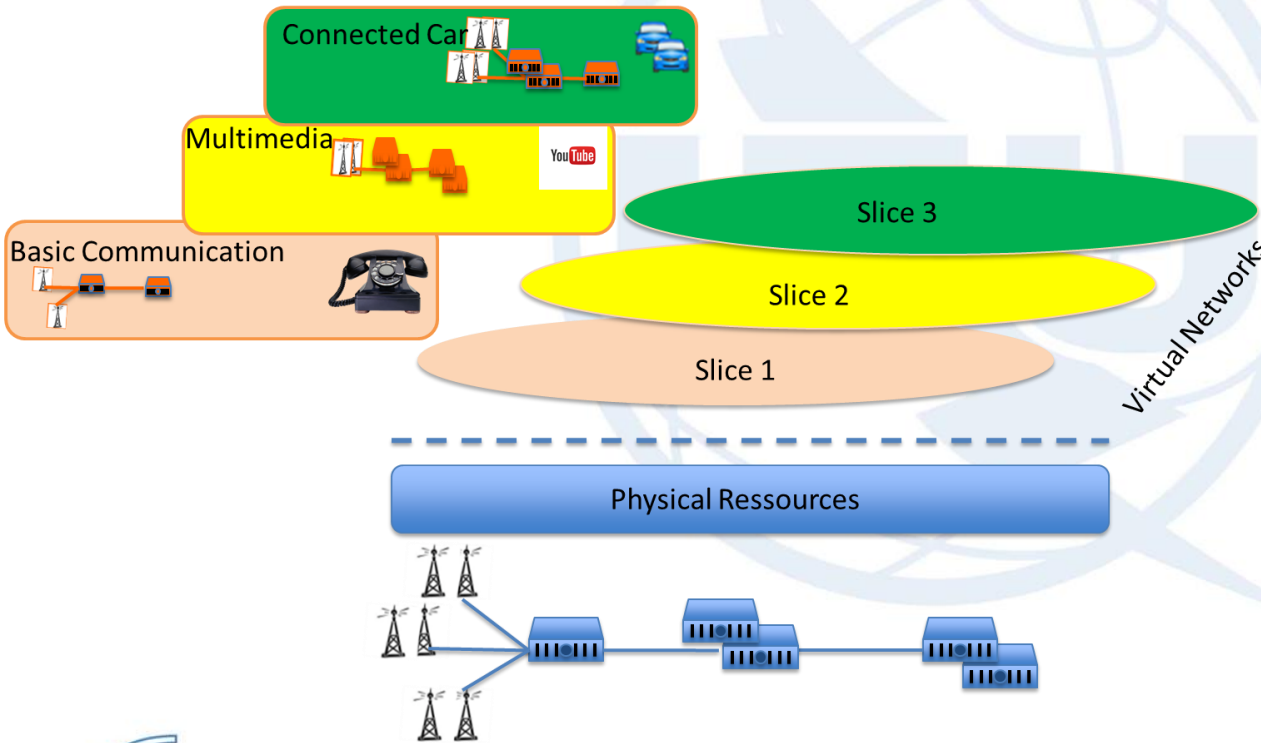 Connected Car
Multimedia
YouTube
Basic Communication
Slice 3
Slice 2
Slice 1
Virtual Networks
Physical Ressources